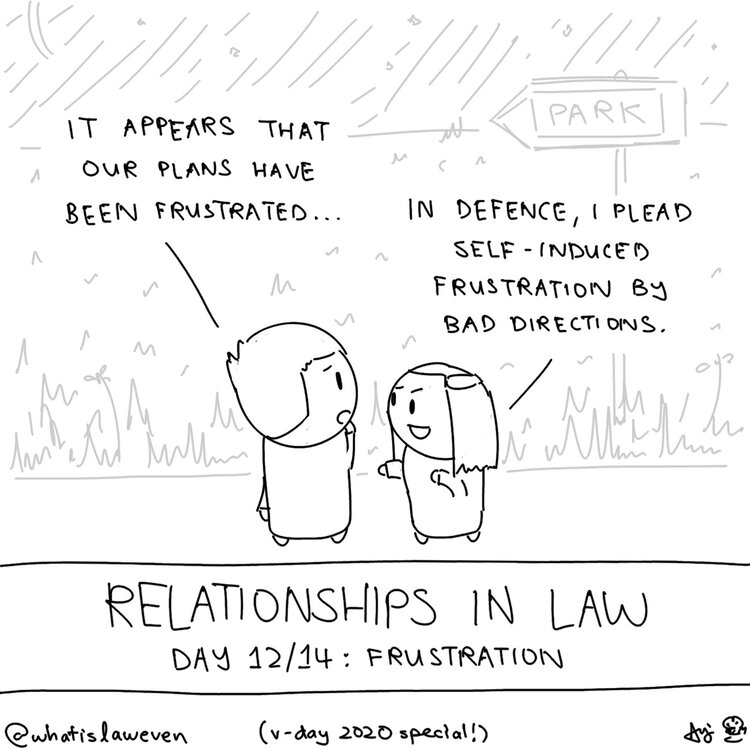 PARK
IT APPEARS THAT
OUR PLANS HAVE
BEEN FRUSTRATED...
IN DEFENCE, I PLEAD
SELF-INDUCED
FRUSTRATION BY
BAD DIRECTIONS.
RELATIONSHIPS IN LAW
DAY 12/14: FRUSTRATION
@whatislaweven
(v-day 2020 special!)